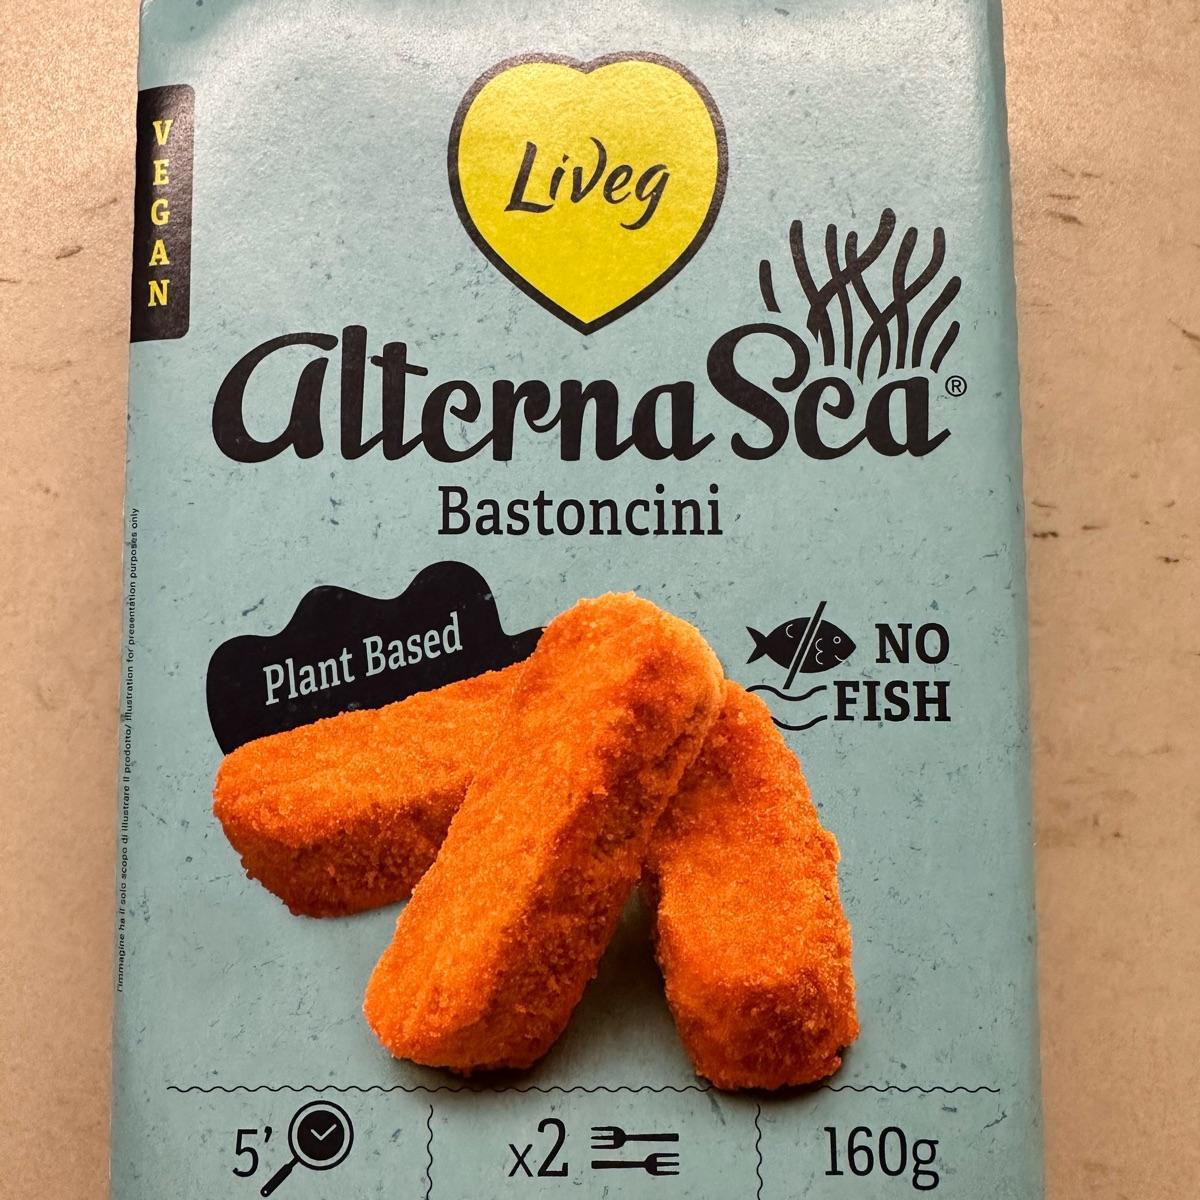 VEGAN
Liveg
AlternaSea®
Bastoncini
Plant Based
NO
FISH
l'immagine ha il solo scopo di illustrare il prodotto/ illustration for presentation purposes only
5’
x2
160g